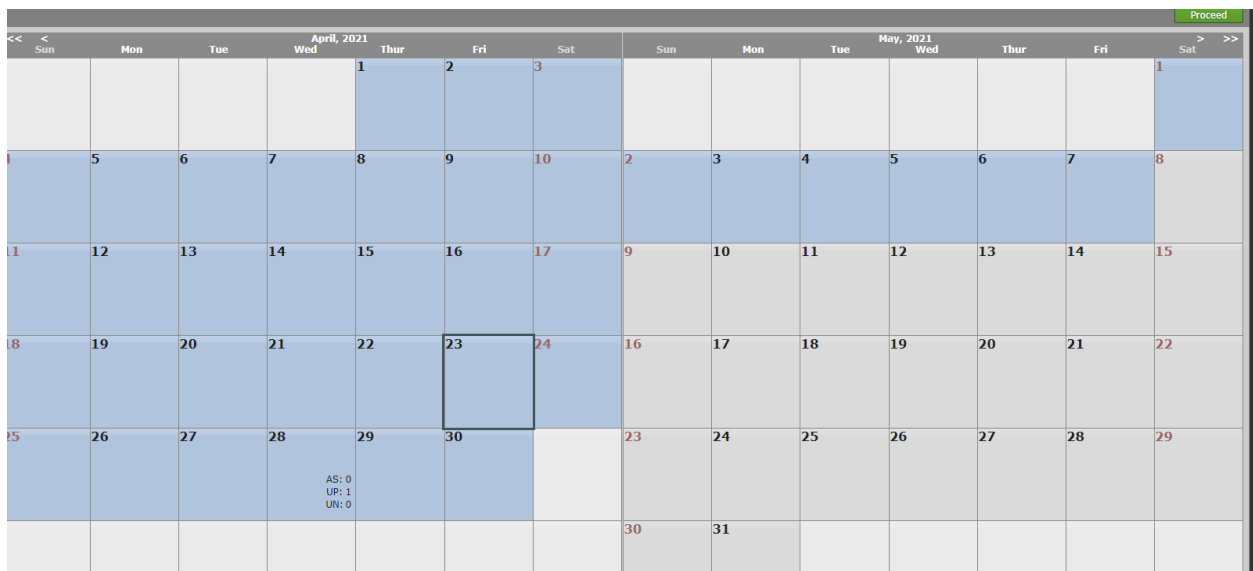 Proceed
<< < April, 2021
Sun Mon Tue Wed Thur Fri Sat
1 2 3
4 5 6 7 8 9 10
11 12 13 14 15 16 17
18 19 20 21 22 23 24
25 26 27 28 29 30
AS: 0
UP: 1
UN: 0
May, 2021 > >>
Sun Mon Tue Wed Thur Fri Sat
1
2 3 4 5 6 7 8
9 10 11 12 13 14 15
16 17 18 19 20 21 22
23 24 25 26 27 28 29
30 31